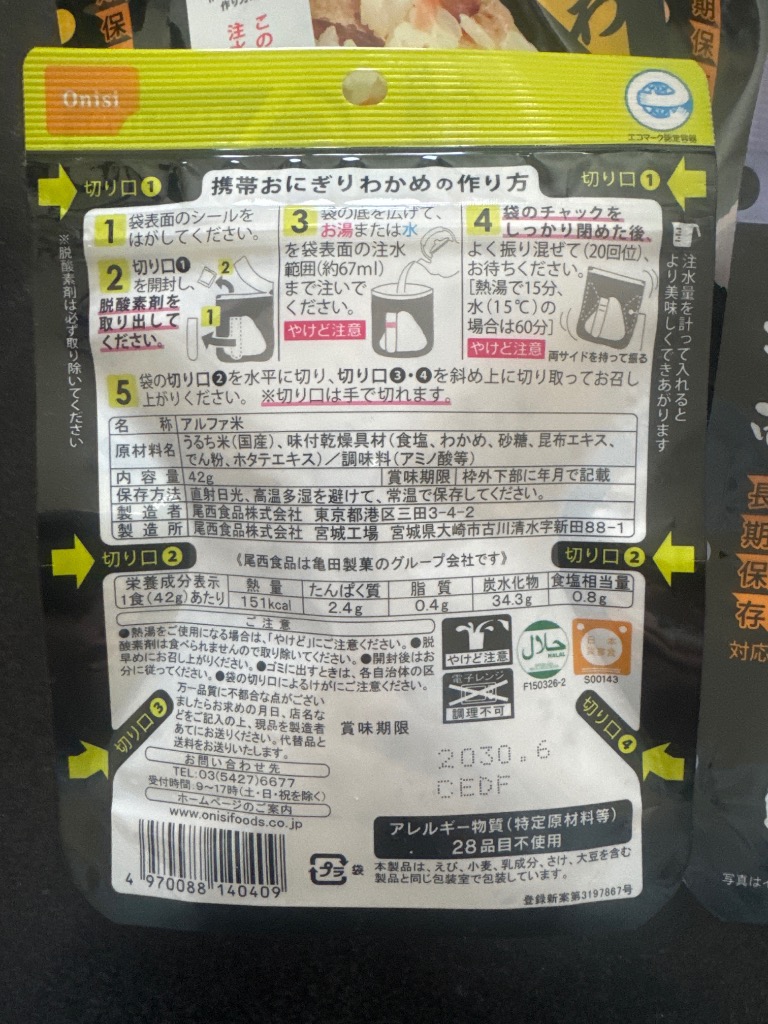 保
作り方
この
注水
わ
期
保
Onisi
エコマーク認定容器
切り口1
携帯おにぎりわかめの作り方
切り口1
※脱酸素剤は必ず取り除いてください
1 袋表面のシールを
はがしてください。
2 切り口❶
を開封し、
脱酸素剤を
取り出して
ください。
2
1
3 袋の底を広げて、
お湯または水
を袋表面の注水
範囲(約67ml)
まで注いで
ください。
やけど注意
4 袋のチャックを
しっかり閉めた後、
よく振り混ぜて(20回位)、
お待ちください。
[熱湯で15分、
水(15℃)の
場合は60分]
やけど注意
両サイドを持って振る
注水量を計って入れると
より美味しくできあがります
5 袋の切り口❷を水平に切り、切り口❸・❹を斜め上に切り取ってお召し
上がりください。 ※切り口は手で切れます。
名称 アルファ米
原材料名 うるち米(国産)、味付乾燥具材(食塩、わかめ、砂糖、昆布エキス、
でん粉、ホタテエキス)／調味料(アミノ酸等)
内容量 42g 賞味期限 枠外下部に年月で記載
保存方法 直射日光、高温多湿を避けて、常温で保存してください。
製造者 尾西食品株式会社 東京都港区三田3-4-2
製造所 尾西食品株式会社 宮城工場 宮城県大崎市古川清水字新田88-1
切り口2
《尾西食品は亀田製菓のグループ会社です》
切り口2
栄養成分表示 熱量 たんぱく質 脂質 炭水化物 食塩相当量
1食(42g)あたり 151kcal 2.4g 0.4g 34.3g 0.8g
ご注意
●熱湯をご使用になる場合は、「やけど」にご注意ください。●脱
酸素剤は食べられませんので取り除いてください。●開封後はお
早めにお召し上がりください。●ゴミに出すときは、各自治体の区
分に従ってください。●袋の切り口によるけがにご注意ください。
万一品質に不都合な点がござい
ましたらお求めの月日、店名な
どをご記入の上、現品を製造者
あてにお送りください。代替品と
送料をお送りいたします。
お問い合わせ先
TEL:03(5427)6677
受付時間:9〜17時(土・日・祝を除く)
ホームページのご案内
www.onisifoods.co.jp
やけど注意
電子レンジ
調理不可
حلال
HALAL
F150326-2
日本
災害食
S00143
切り口3
切り口4
賞味期限
2030.6
CEDF
アレルギー物質(特定原材料等)
28品目不使用
本製品は、えび、小麦、乳成分、さけ、大豆を含む
製品と同じ包装室で包装しています。
登録新案第3197867号
4 970088 140409
プラ
袋
長
期
保
存
対応
写真はイ